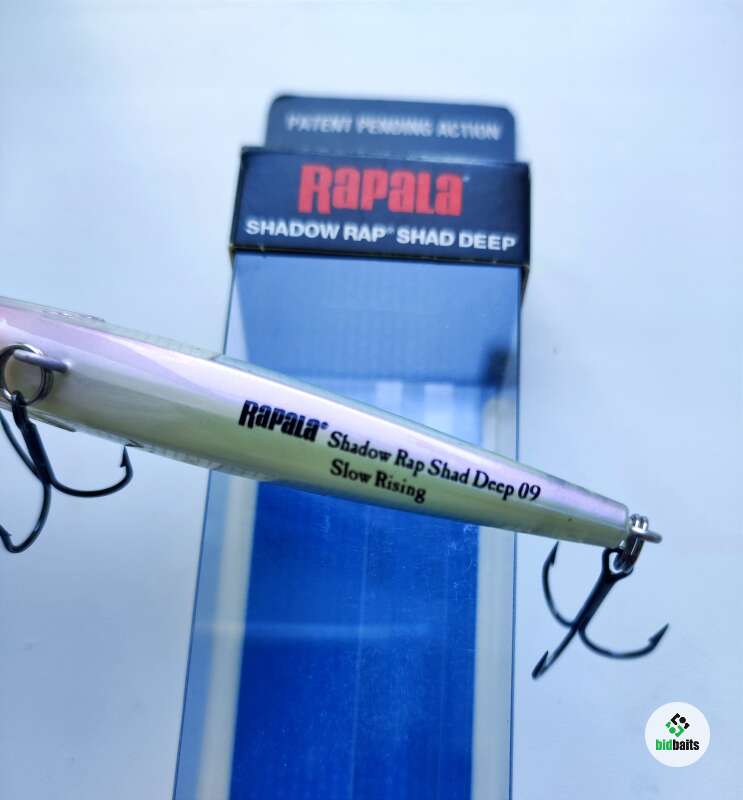 PATENT PENDING ACTION
Rapala
SHADOW RAP® SHAD DEEP
Rapala® Shadow Rap Shad Deep 09
Slow Rising
bidbaits